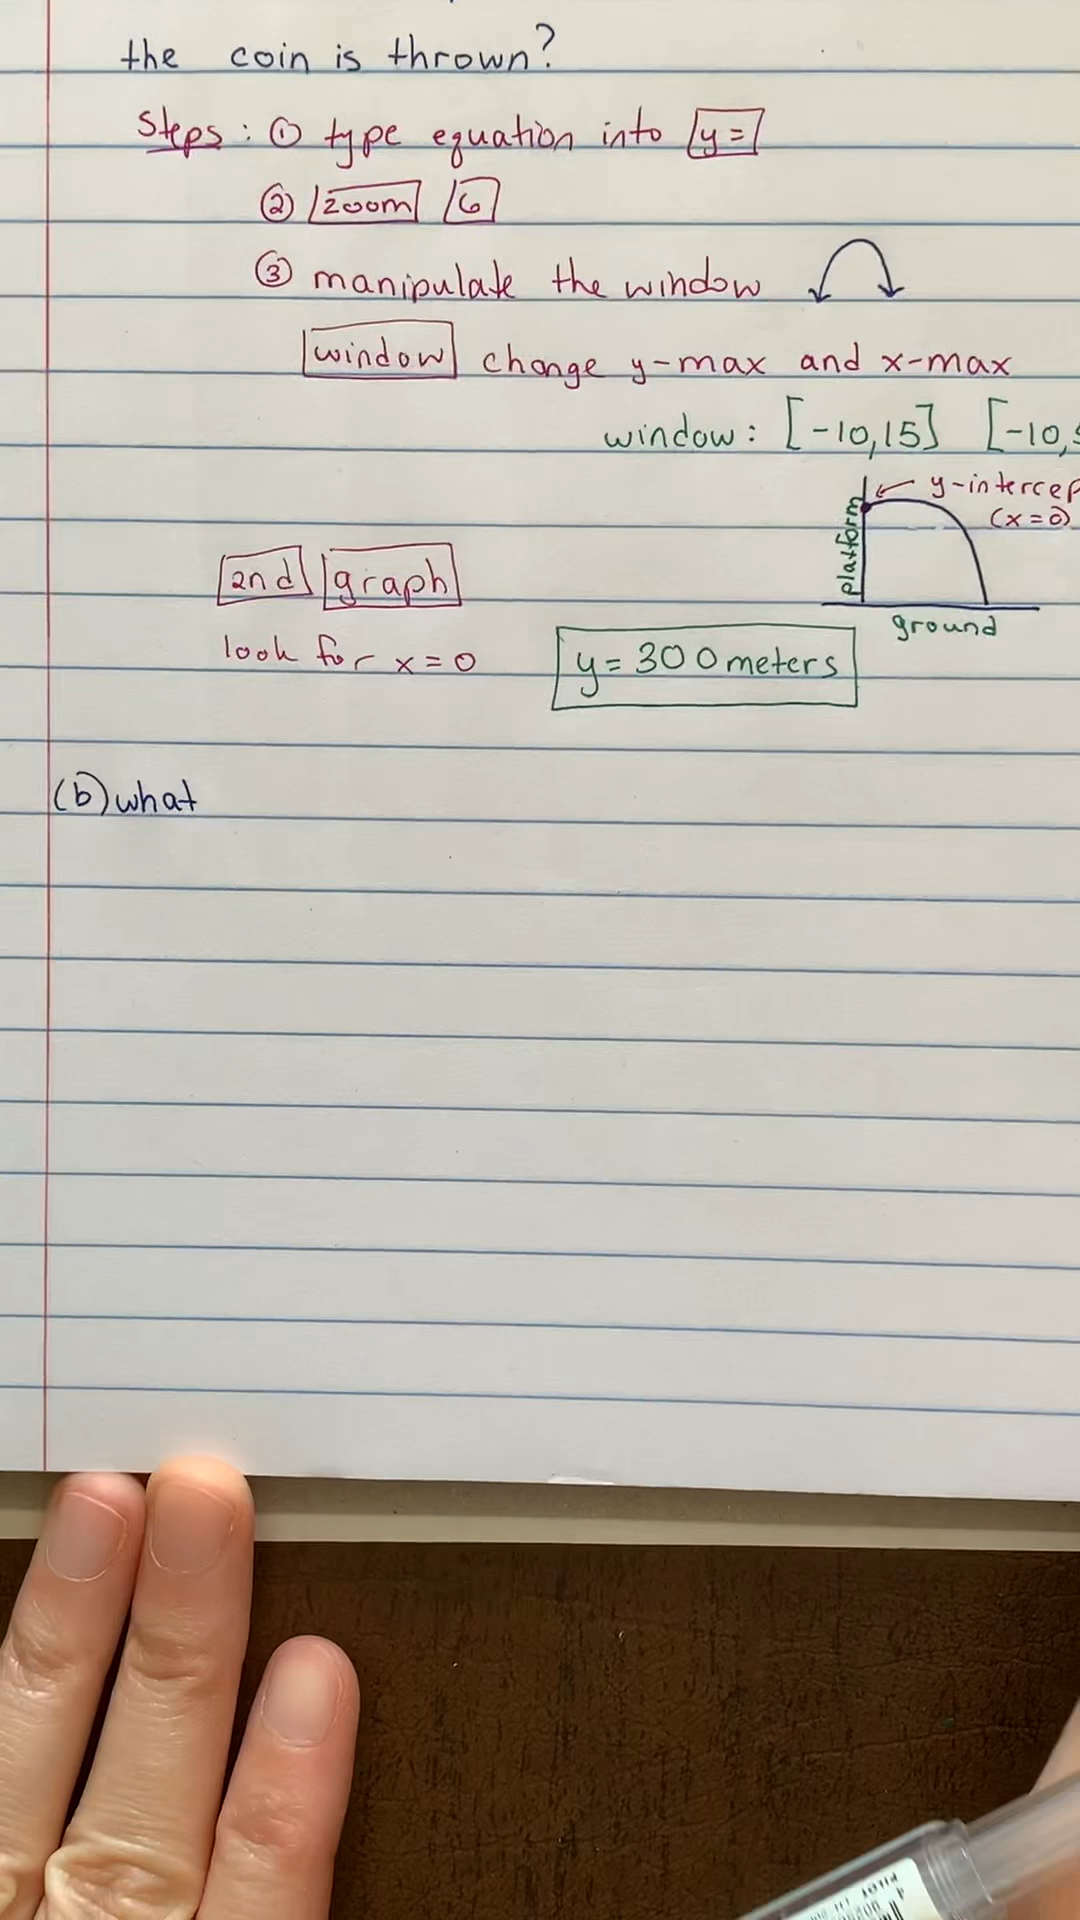 the coin is thrown?
Steps: ① type equation into y=
② zoom 6
③ manipulate the window
window change y-max and x-max
window: [-10,15] [-10,
platform
← y-intercep
(x=0)
2nd graph
ground
look for x=0
y=300 meters
(b) what